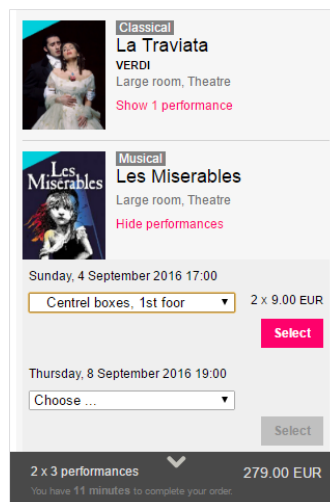 Classical
La Traviata
VERDI
Large room, Theatre
Show 1 performance
Les
Misérables
Musical
Les Miserables
Large room, Theatre
Hide performances
Sunday, 4 September 2016 17:00
Centrel boxes, 1st foor
2 x 9.00 EUR
Select
Thursday, 8 September 2016 19:00
Choose ...
Select
2 x 3 performances
279.00 EUR
You have 11 minutes to complete your order.